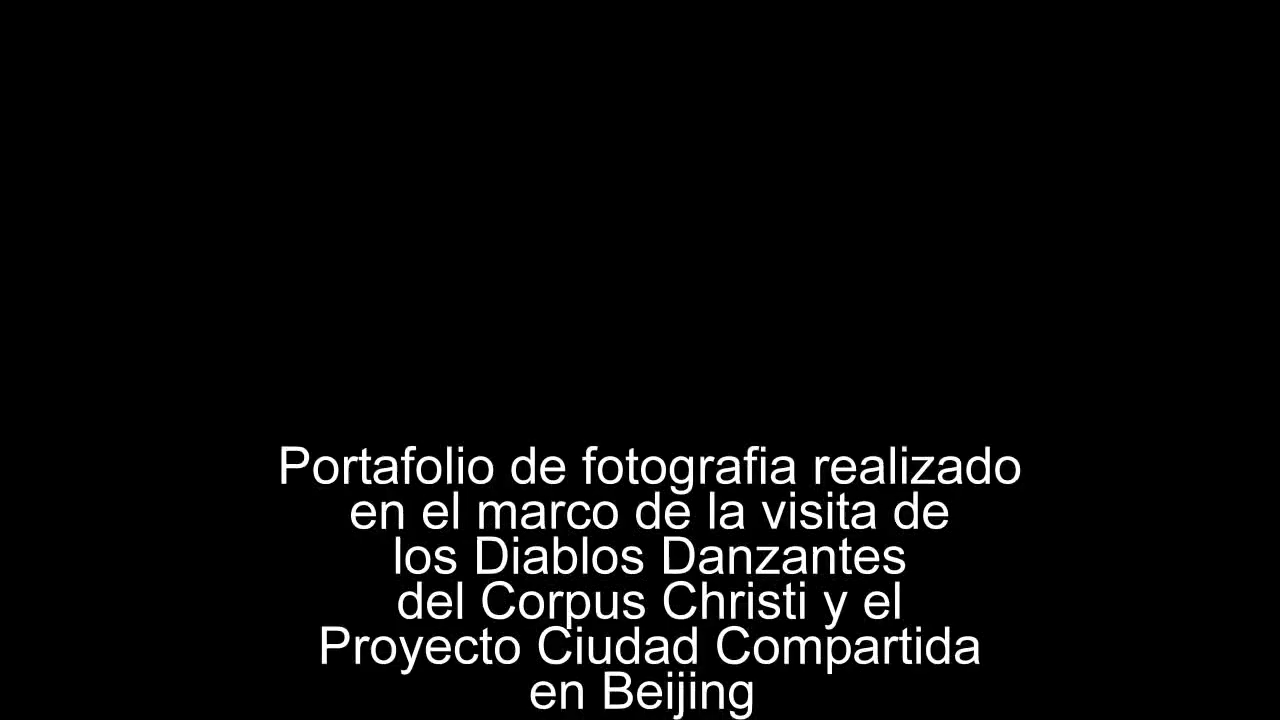 Portafolio de fotografia realizado
en el marco de la visita de
los Diablos Danzantes
del Corpus Christi y el
Proyecto Ciudad Compartida
en Beijing